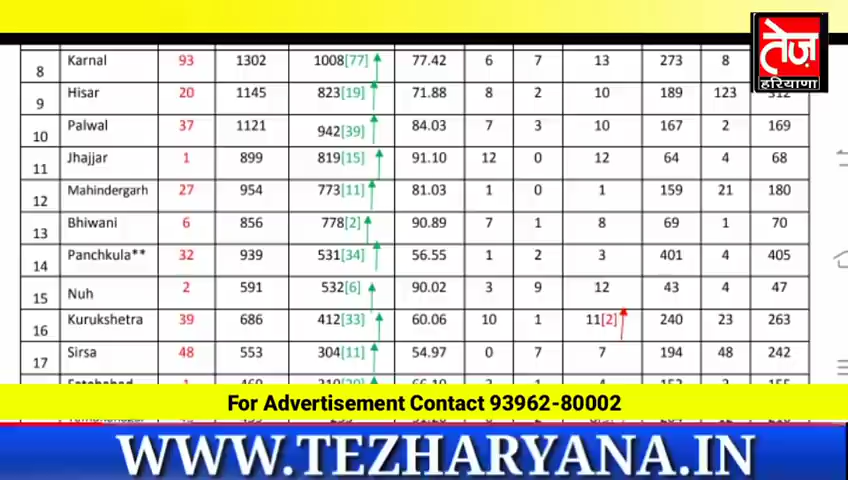 तेज़
हरियाणा
8 Karnal 93 1302 1008[77] 77.42 6 7 13 273 8
9 Hisar 20 1145 823[19] 71.88 8 2 10 189 123 312
10 Palwal 37 1121 942[39] 84.03 7 3 10 167 2 169
11 Jhajjar 1 899 819[15] 91.10 12 0 12 64 4 68
12 Mahindergarh 27 954 773[11] 81.03 1 0 1 159 21 180
13 Bhiwani 6 856 778[2] 90.89 7 1 8 69 1 70
14 Panchkula** 32 939 531[34] 56.55 1 2 3 401 4 405
15 Nuh 2 591 532[6] 90.02 3 9 12 43 4 47
16 Kurukshetra 39 686 412[33] 60.06 10 1 11[2] 240 23 263
17 Sirsa 48 553 304[11] 54.97 0 7 7 194 48 242
For Advertisement Contact 93962-80002
WWW.TEZHARYANA.IN